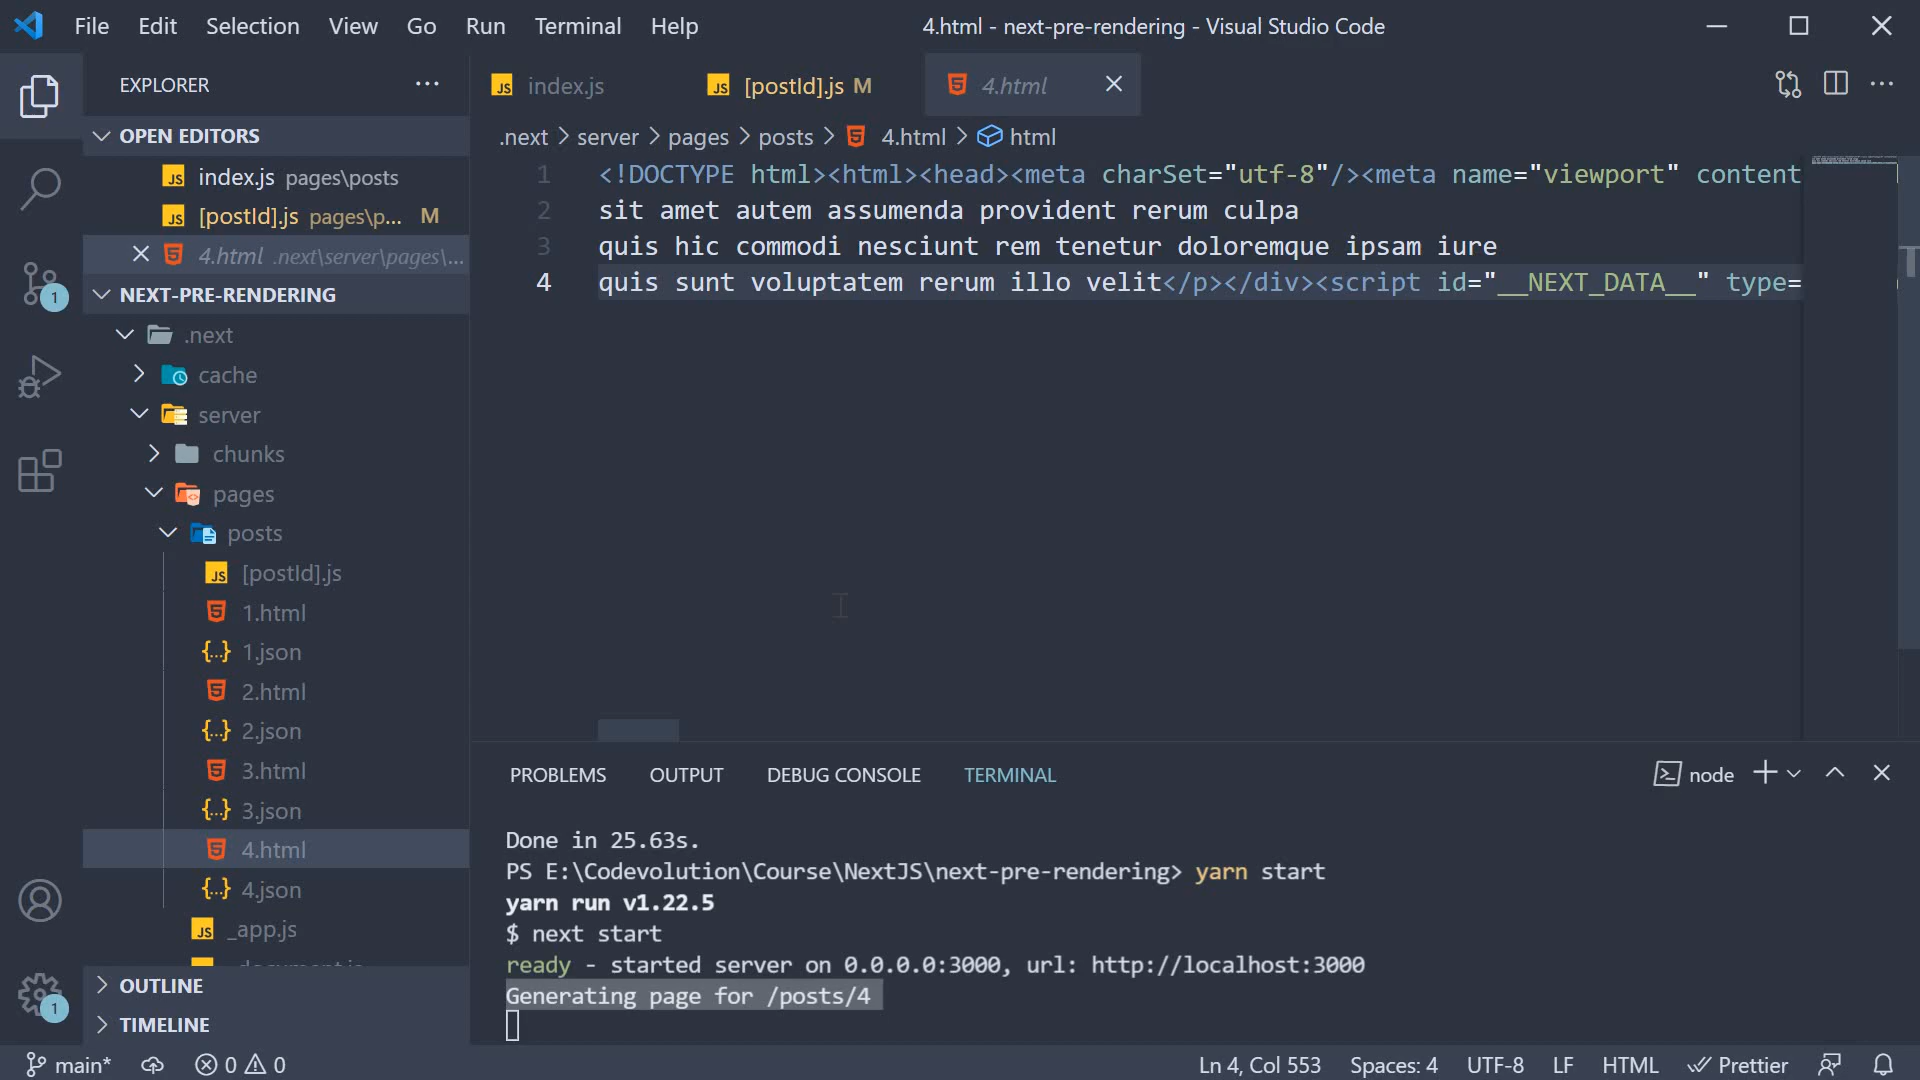 File Edit Selection View Go Run Terminal Help
4.html - next-pre-rendering - Visual Studio Code
EXPLORER
OPEN EDITORS
JS index.js pages\posts
JS [postId].js pages\p... M
4.html .next\server\pages\...
NEXT-PRE-RENDERING
.next
cache
server
chunks
pages
posts
JS [postId].js
1.html
{...} 1.json
2.html
{...} 2.json
3.html
{...} 3.json
4.html
{...} 4.json
JS _app.js
OUTLINE
TIMELINE
JS index.js
JS [postId].js M
4.html
.next > server > pages > posts > 4.html > html
1 <!DOCTYPE html><html><head><meta charSet="utf-8"/><meta name="viewport" content
2 sit amet autem assumenda provident rerum culpa
3 quis hic commodi nesciunt rem tenetur doloremque ipsam iure
4 quis sunt voluptatem rerum illo velit</p></div><script id="__NEXT_DATA__" type=
PROBLEMS OUTPUT DEBUG CONSOLE TERMINAL
node
Done in 25.63s.
PS E:\Codevolution\Course\NextJS\next-pre-rendering> yarn start
yarn run v1.22.5
$ next start
ready - started server on 0.0.0.0:3000, url: http://localhost:3000
Generating page for /posts/4
1
1
main* 0 0
Ln 4, Col 553 Spaces: 4 UTF-8 LF HTML Prettier